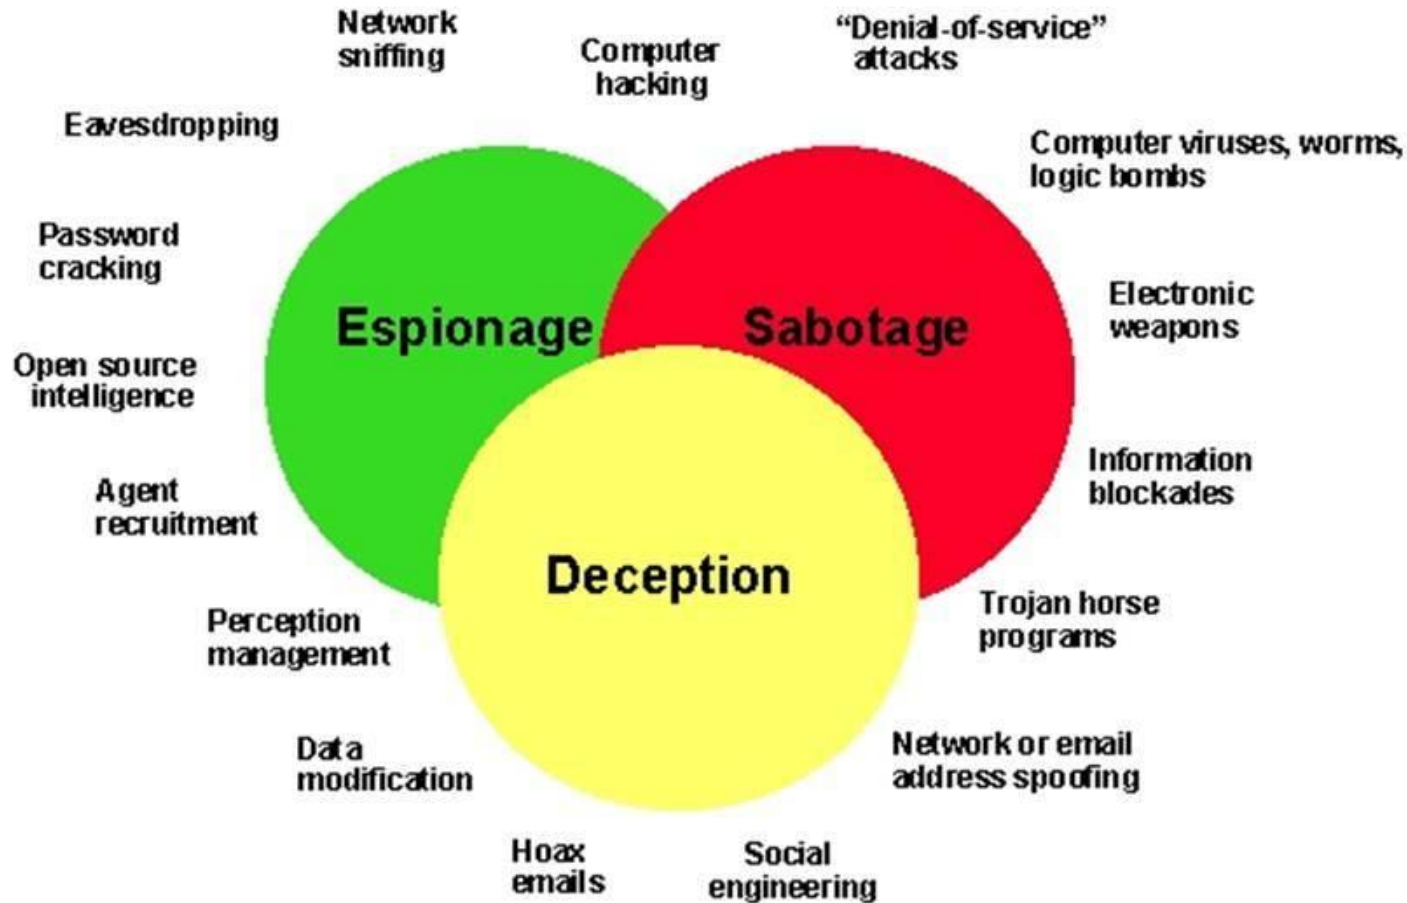 Network
sniffing
Computer
hacking
“Denial-of-service”
attacks
Eavesdropping
Computer viruses, worms,
logic bombs
Password
cracking
Electronic
weapons
Espionage
Sabotage
Open source
intelligence
Information
blockades
Agent
recruitment
Deception
Perception
management
Trojan horse
programs
Data
modification
Network or email
address spoofing
Hoax
emails
Social
engineering